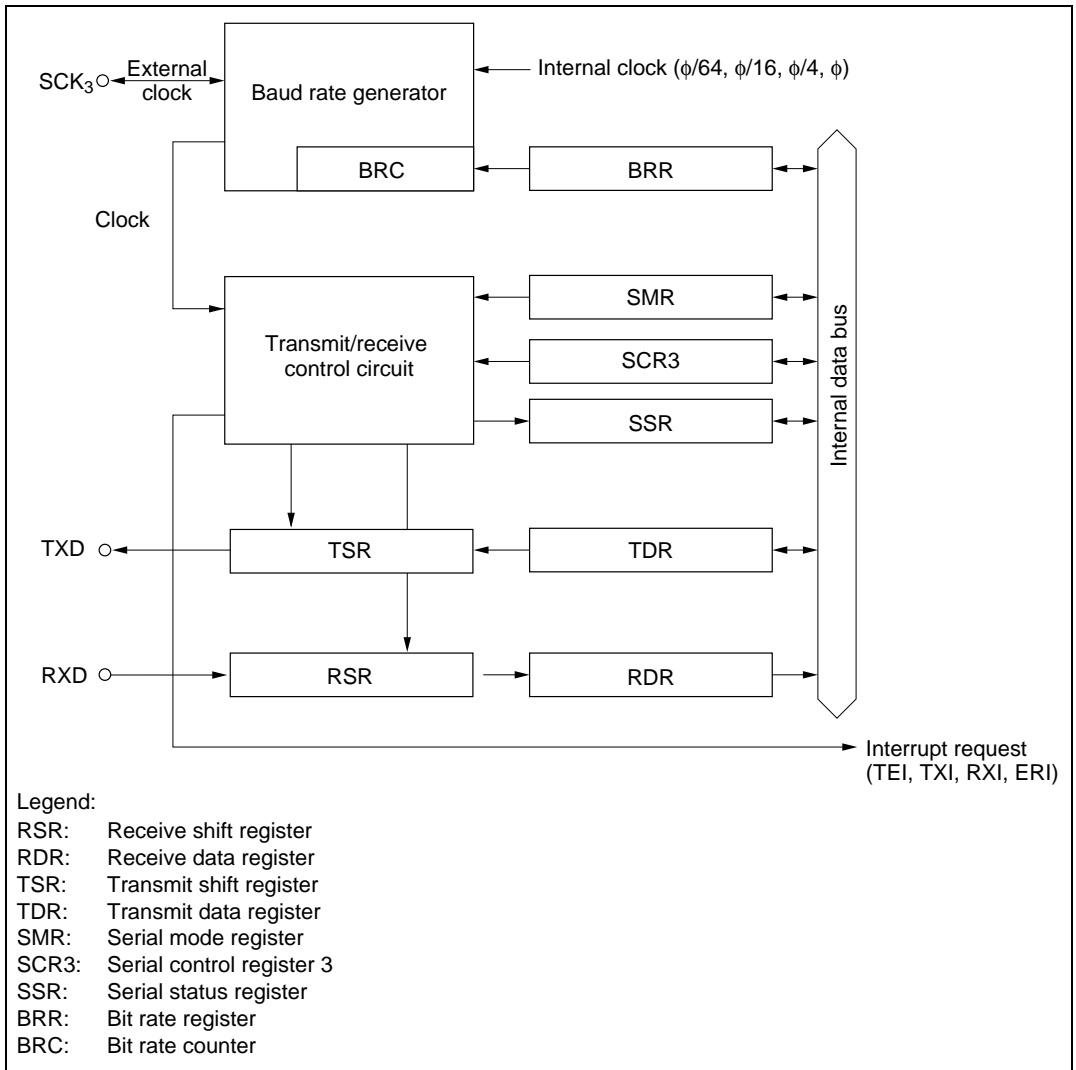 SCK3
External
clock
Baud rate generator
Internal clock (ϕ/64, ϕ/16, ϕ/4, ϕ)
BRC
BRR
Clock
Transmit/receive
control circuit
SMR
SCR3
SSR
Internal data bus
TXD
TSR
TDR
RXD
RSR
RDR
Interrupt request
(TEI, TXI, RXI, ERI)
Legend:
RSR: Receive shift register
RDR: Receive data register
TSR: Transmit shift register
TDR: Transmit data register
SMR: Serial mode register
SCR3: Serial control register 3
SSR: Serial status register
BRR: Bit rate register
BRC: Bit rate counter